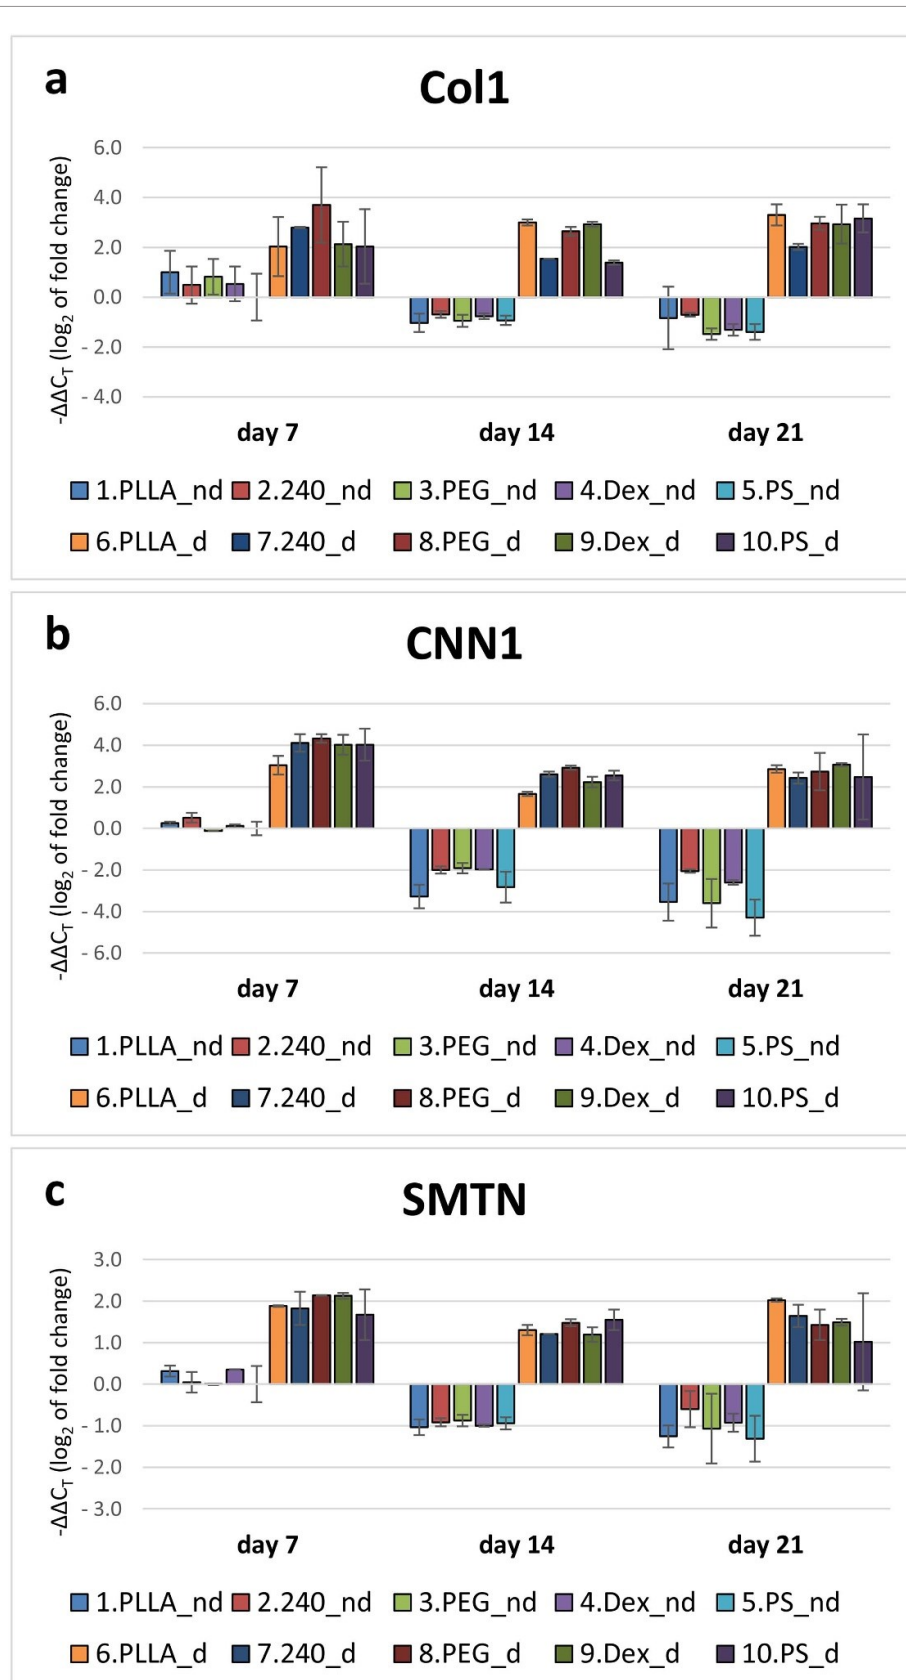 a
Col1
-ΔΔC_T (log_2 of fold change)
6.0
4.0
2.0
0.0
- 2.0
- 4.0
day 7 day 14 day 21
1.PLLA_nd 2.240_nd 3.PEG_nd 4.Dex_nd 5.PS_nd
6.PLLA_d 7.240_d 8.PEG_d 9.Dex_d 10.PS_d
b
CNN1
-ΔΔC_T (log_2 of fold change)
6.0
4.0
2.0
0.0
- 2.0
- 4.0
- 6.0
day 7 day 14 day 21
1.PLLA_nd 2.240_nd 3.PEG_nd 4.Dex_nd 5.PS_nd
6.PLLA_d 7.240_d 8.PEG_d 9.Dex_d 10.PS_d
c
SMTN
-ΔΔC_T (log_2 of fold change)
3.0
2.0
1.0
0.0
- 1.0
- 2.0
- 3.0
day 7 day 14 day 21
1.PLLA_nd 2.240_nd 3.PEG_nd 4.Dex_nd 5.PS_nd
6.PLLA_d 7.240_d 8.PEG_d 9.Dex_d 10.PS_d